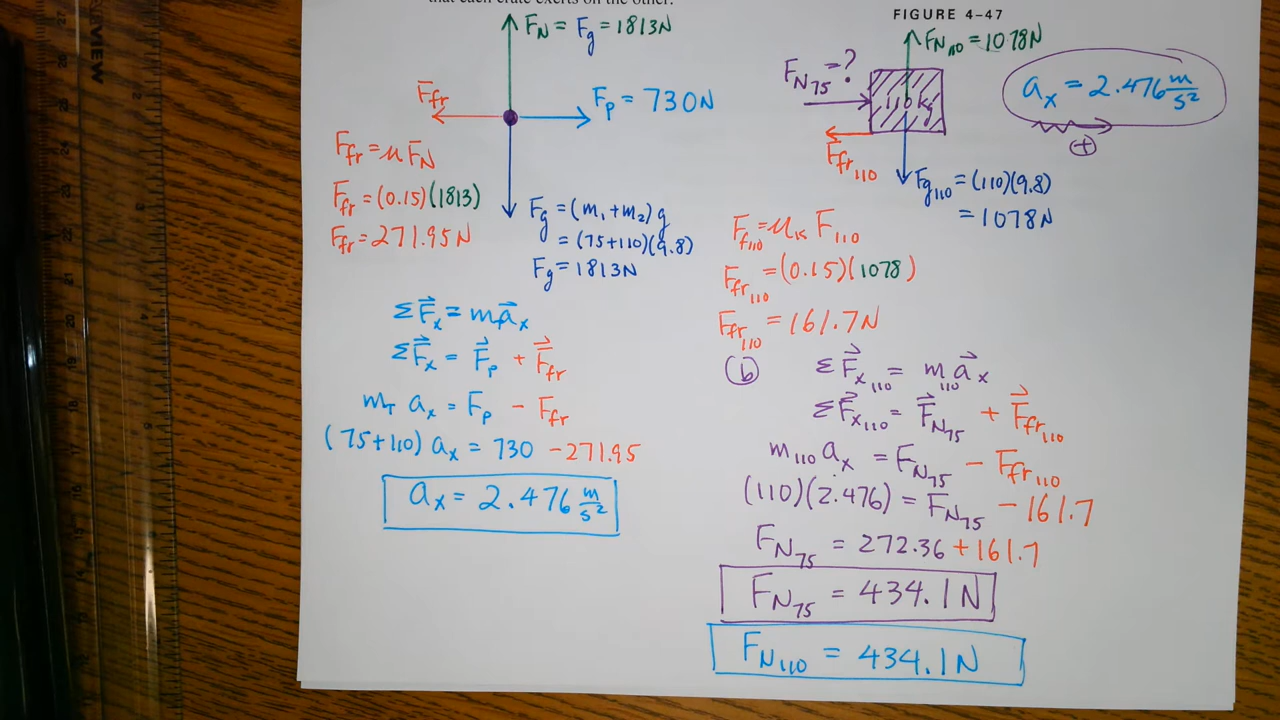 that each crate exerts on the other.
FIGURE 4-47
F_N = F_g = 1813N
F_fr
F_p = 730N
F_fr = μF_N
F_fr = (0.15)(1813)
F_fr = 271.95N
F_g = (m₁+m₂)g
= (75+110)(9.8)
F_g = 1813N
ΣF⃗_x = ma⃗_x
ΣF⃗_x = F⃗_p + F⃗_fr
m_T a_x = F_p - F_fr
(75+110) a_x = 730 - 271.95
a_x = 2.476 m/s²
F_N110 = 1078N
F_N75 = ?
110 kg
a_x = 2.476 m/s²
+
F_fr110
F_g110 = (110)(9.8)
= 1078N
F_f110 = μ_K F_110
F_fr110 = (0.15)(1078)
F_fr110 = 161.7N
(b)
ΣF⃗_x110 = m_110 a⃗_x
ΣF⃗_x110 = F⃗_N75 + F⃗_fr110
m_110 a_x = F_N75 - F_fr110
(110)(2.476) = F_N75 - 161.7
F_N75 = 272.36 + 161.7
F_N75 = 434.1N
F_N110 = 434.1N